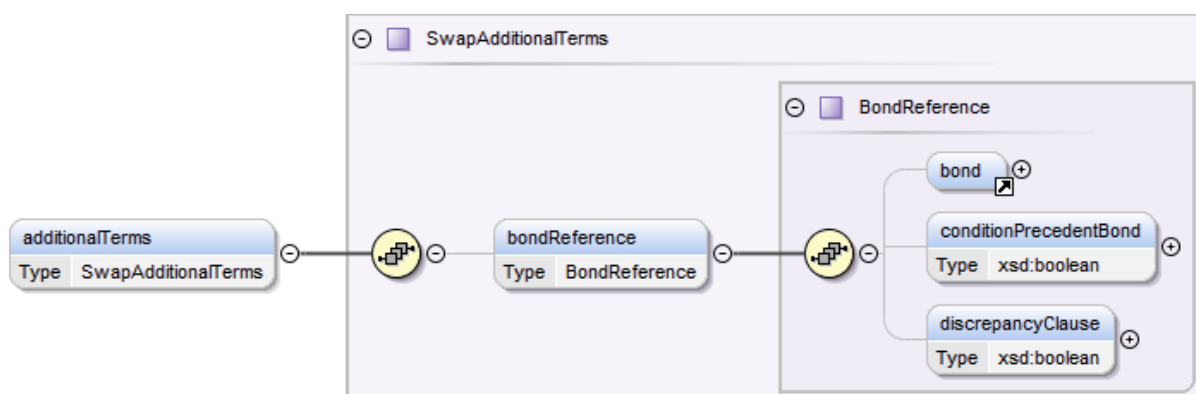 SwapAdditionalTerms
BondReference
bond
additionalTerms
Type SwapAdditionalTerms
bondReference
Type BondReference
conditionPrecedentBond
Type xsd:boolean
discrepancyClause
Type xsd:boolean